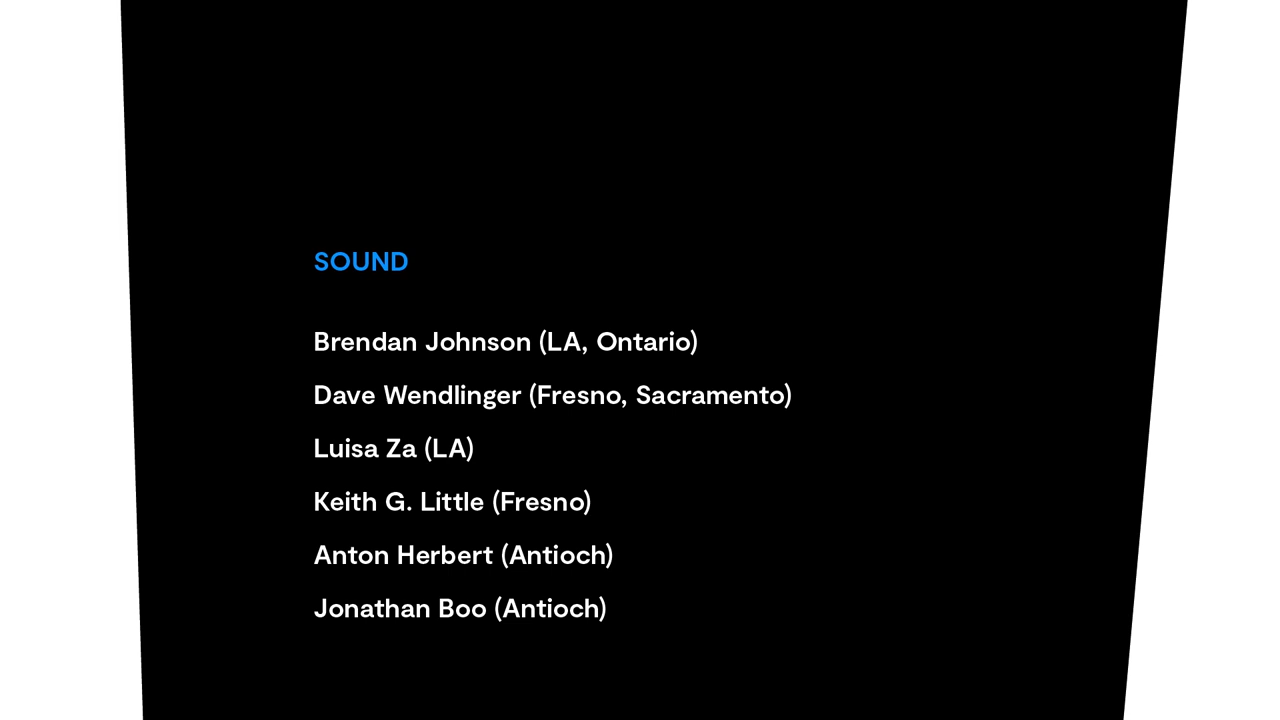 SOUND
Brendan Johnson (LA, Ontario)
Dave Wendlinger (Fresno, Sacramento)
Luisa Za (LA)
Keith G. Little (Fresno)
Anton Herbert (Antioch)
Jonathan Boo (Antioch)